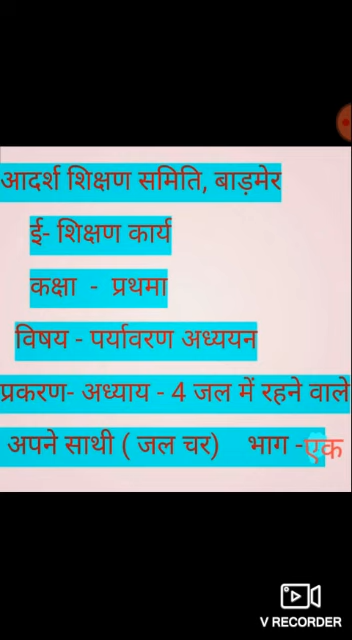 आदर्श शिक्षण समिति, बाड़मेर
ई- शिक्षण कार्य
कक्षा - प्रथमा
विषय - पर्यावरण अध्ययन
प्रकरण- अध्याय - 4 जल में रहने वाले
अपने साथी ( जल चर) भाग -एक
V RECORDER